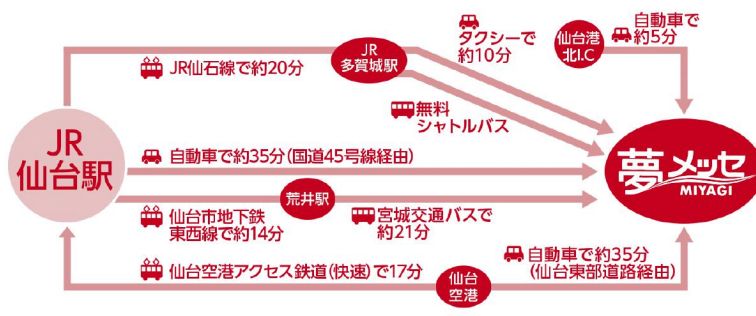 JR
仙台駅
JR仙石線で約20分
JR
多賀城駅
タクシーで
約10分
無料
シャトルバス
仙台港
北I.C
自動車で
約5分
自動車で約35分(国道45号線経由)
仙台市地下鉄
東西線で約14分
荒井駅
宮城交通バスで
約21分
仙台空港アクセス鉄道(快速)で17分
仙台
空港
自動車で約35分
(仙台東部道路経由)
夢メッセ
MIYAGI